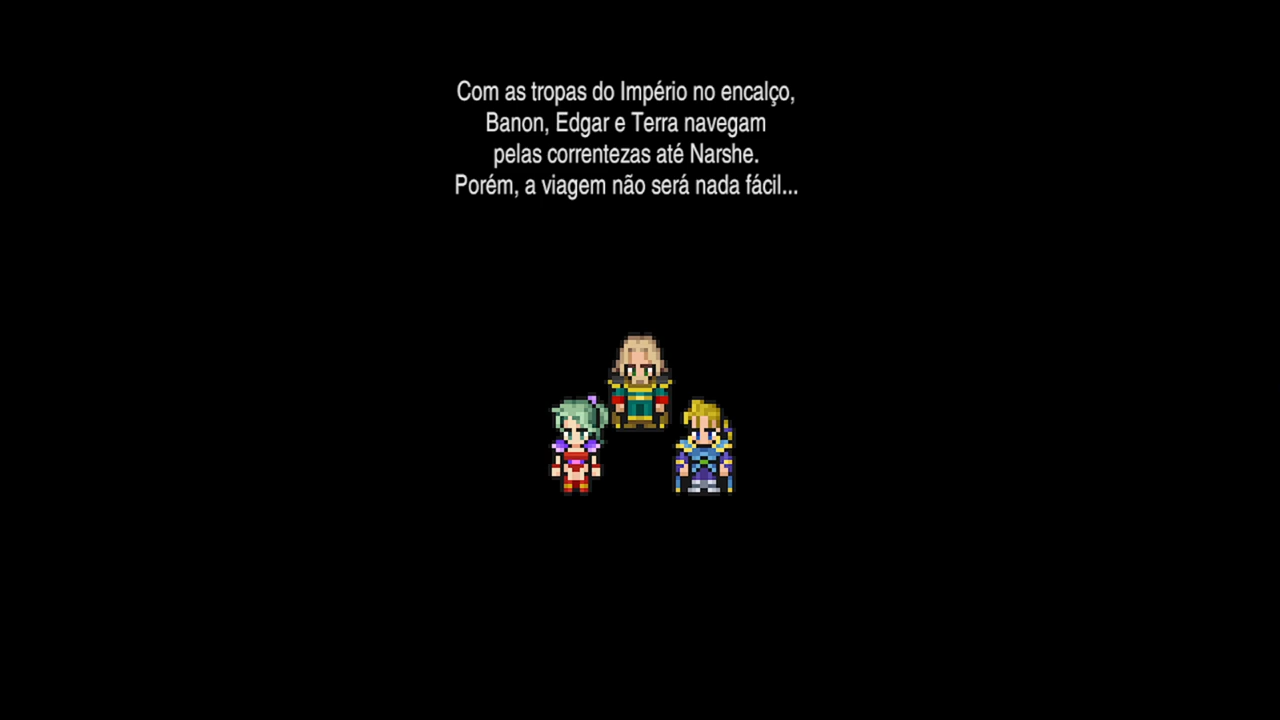 Com as tropas do Império no encalço,
Banon, Edgar e Terra navegam
pelas correntezas até Narshe.
Porém, a viagem não será nada fácil...